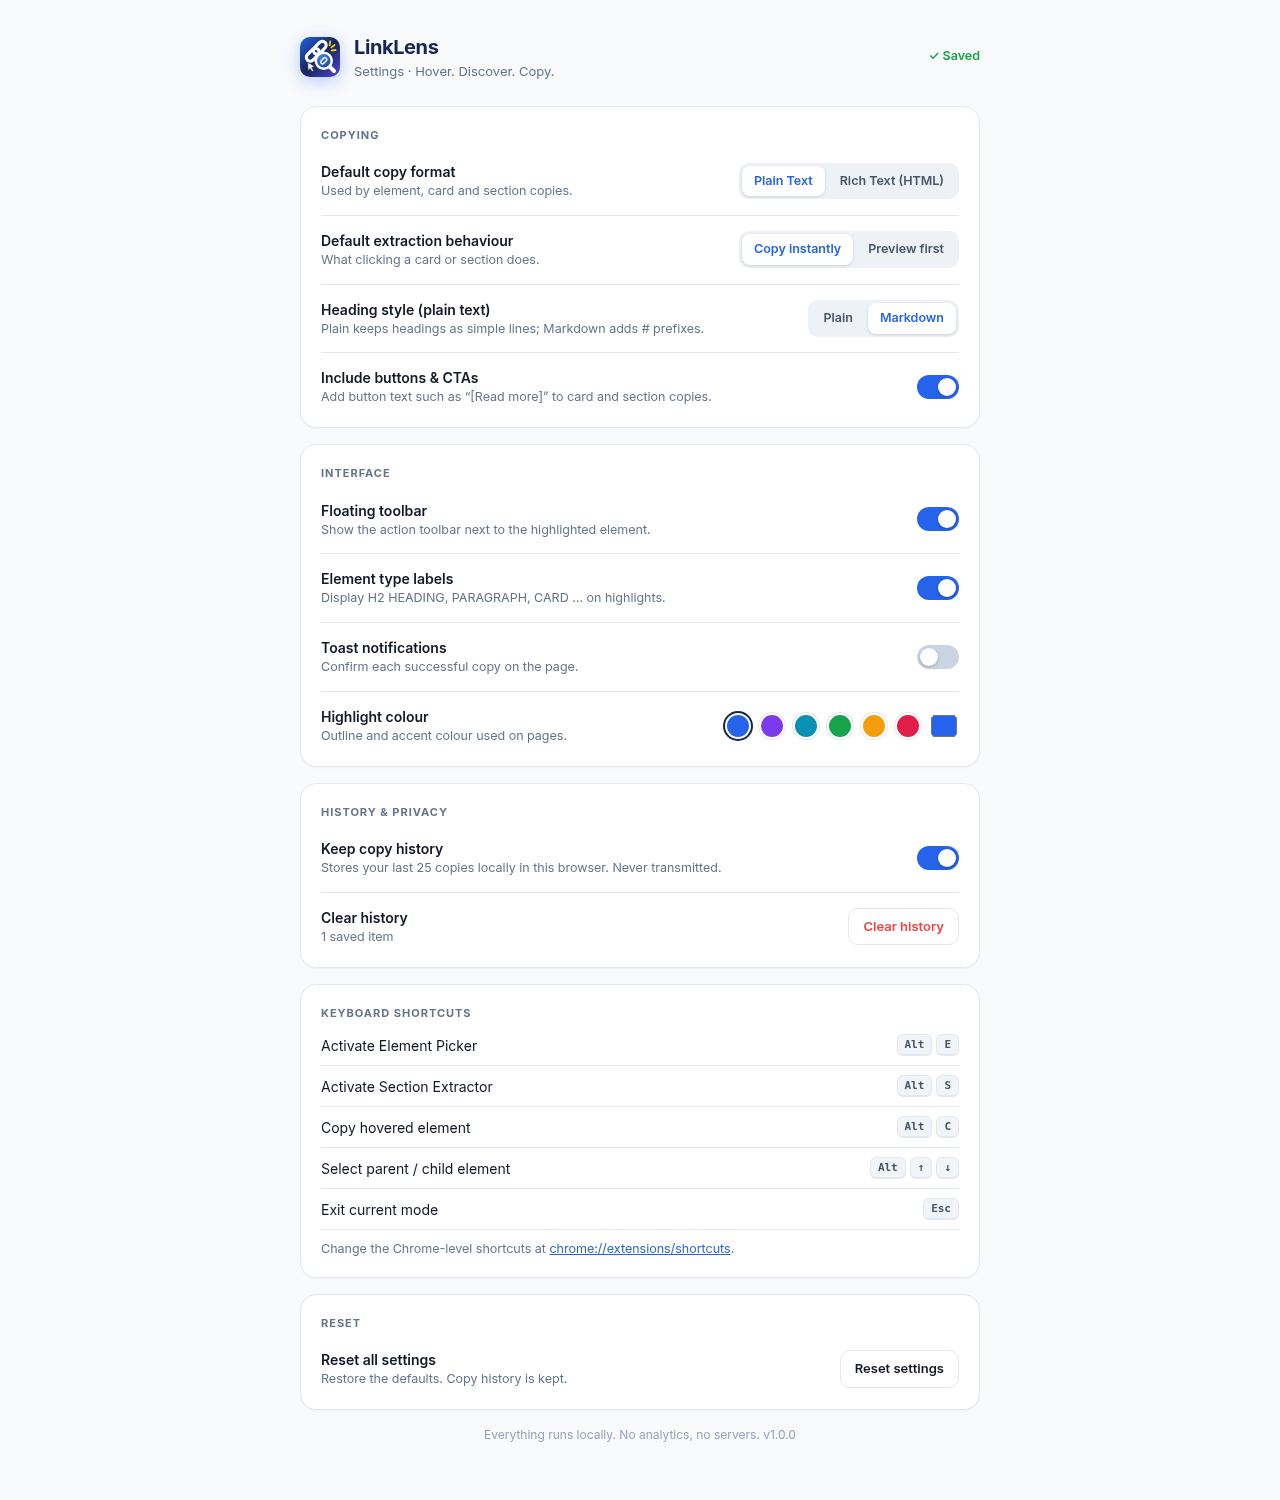 LinkLens
Settings · Hover. Discover. Copy.
✓ Saved
COPYING
Default copy format
Used by element, card and section copies.
Plain Text
Rich Text (HTML)
Default extraction behaviour
What clicking a card or section does.
Copy instantly
Preview first
Heading style (plain text)
Plain keeps headings as simple lines; Markdown adds # prefixes.
Plain
Markdown
Include buttons & CTAs
Add button text such as “[Read more]” to card and section copies.
INTERFACE
Floating toolbar
Show the action toolbar next to the highlighted element.
Element type labels
Display H2 HEADING, PARAGRAPH, CARD … on highlights.
Toast notifications
Confirm each successful copy on the page.
Highlight colour
Outline and accent colour used on pages.
HISTORY & PRIVACY
Keep copy history
Stores your last 25 copies locally in this browser. Never transmitted.
Clear history
1 saved item
Clear history
KEYBOARD SHORTCUTS
Activate Element Picker
Alt E
Activate Section Extractor
Alt S
Copy hovered element
Alt C
Select parent / child element
Alt ↑ ↓
Exit current mode
Esc
Change the Chrome-level shortcuts at chrome://extensions/shortcuts.
RESET
Reset all settings
Restore the defaults. Copy history is kept.
Reset settings
Everything runs locally. No analytics, no servers. v1.0.0